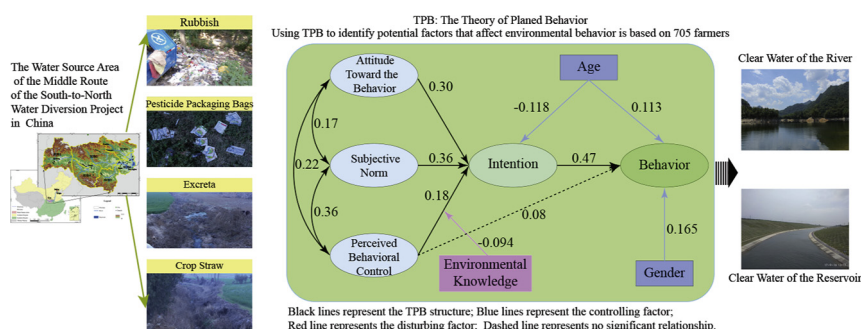 TPB: The Theory of Planed Behavior
Using TPB to identify potential factors that affect environmental behavior is based on 705 farmers
The Water Source Area
of the Middle Route
of the South-to-North
Water Diversion Project
in China
Rubbish
Pesticide Packaging Bags
Excreta
Crop Straw
Attitude
Toward the
Behavior
Subjective
Norm
Perceived
Behavioral
Control
0.17
0.22
0.36
0.30
0.36
0.18
Intention
0.47
Behavior
0.08
Age
-0.118
0.113
-0.094
Environmental
Knowledge
0.165
Gender
Black lines represent the TPB structure; Blue lines represent the controlling factor;
Red line represents the disturbing factor; Dashed line represents no significant relationship.
Clear Water of the River
Clear Water of the Reservoir